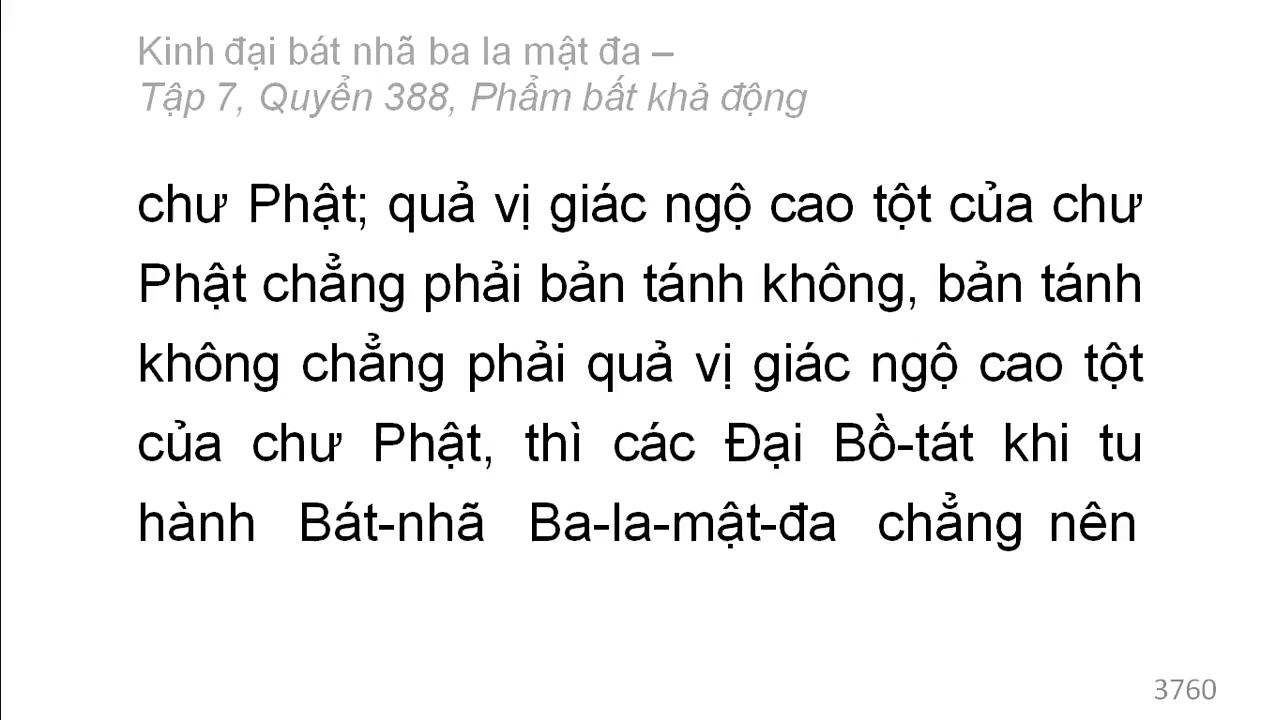 Kinh đại bát nhã ba la mật đa –
Tập 7, Quyển 388, Phẩm bất khả động
chư Phật; quả vị giác ngộ cao tột của chư
Phật chẳng phải bản tánh không, bản tánh
không chẳng phải quả vị giác ngộ cao tột
của chư Phật, thì các Đại Bồ-tát khi tu
hành Bát-nhã Ba-la-mật-đa chẳng nên
3760